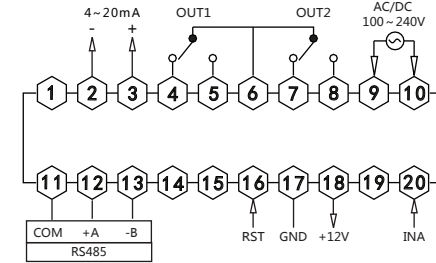 4~20mA OUT1 OUT2 AC/DC
100~240V
- +
1 2 3 4 5 6 7 8 9 10
11 12 13 14 15 16 17 18 19 20
COM +A -B RST GND +12V INA
RS485